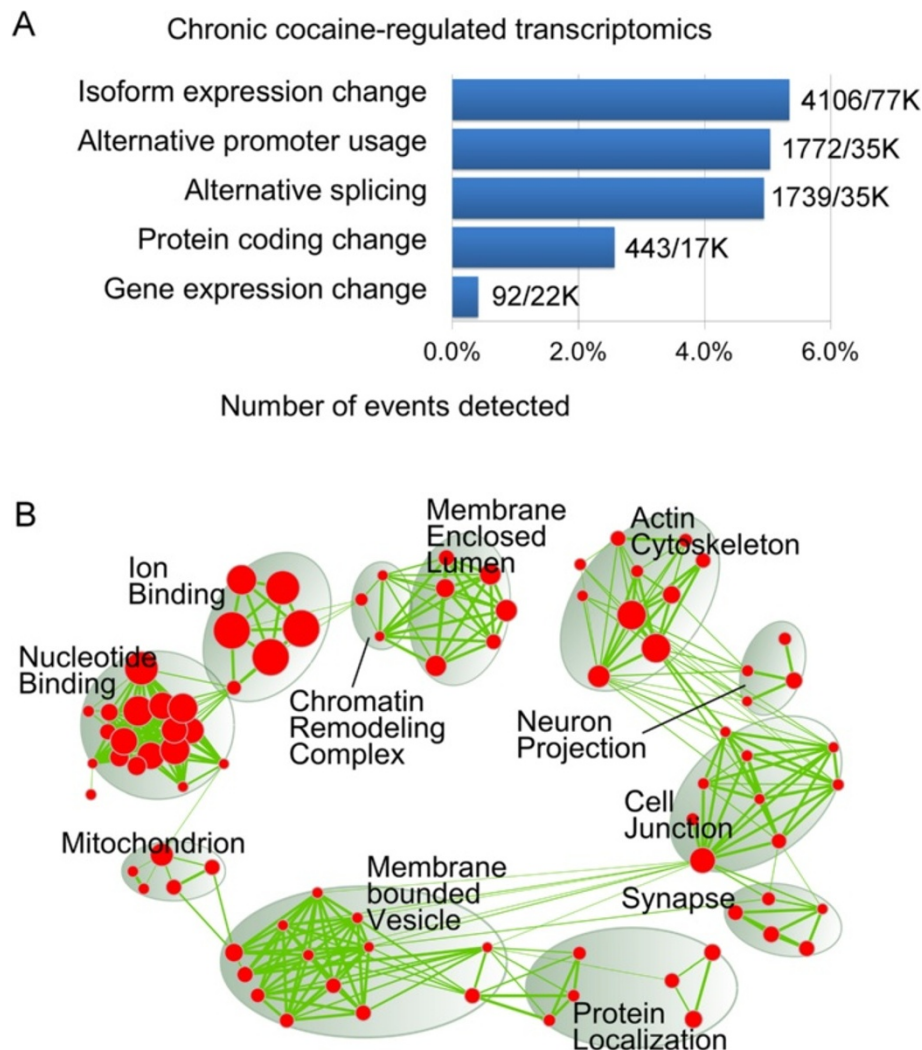 A
Chronic cocaine-regulated transcriptomics
Isoform expression change
4106/77K
Alternative promoter usage
1772/35K
Alternative splicing
1739/35K
Protein coding change
443/17K
Gene expression change
92/22K
0.0%
2.0%
4.0%
6.0%
Number of events detected
B
Membrane
Enclosed
Lumen
Actin
Cytoskeleton
Ion
Binding
Nucleotide
Binding
Chromatin
Remodeling
Complex
Neuron
Projection
Cell
Junction
Mitochondrion
Membrane
bounded
Vesicle
Synapse
Protein
Localization